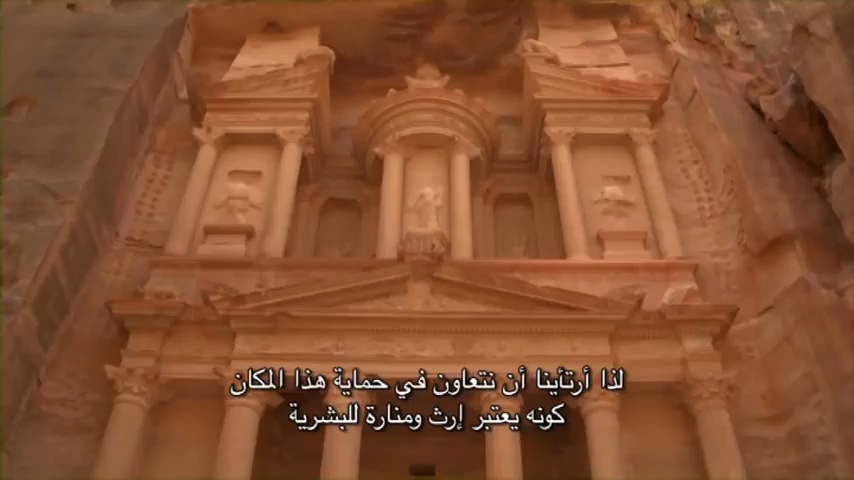 لذا أرتأينا أن نتعاون في حماية هذا المكان
كونه يعتبر إرث ومنارة للبشرية